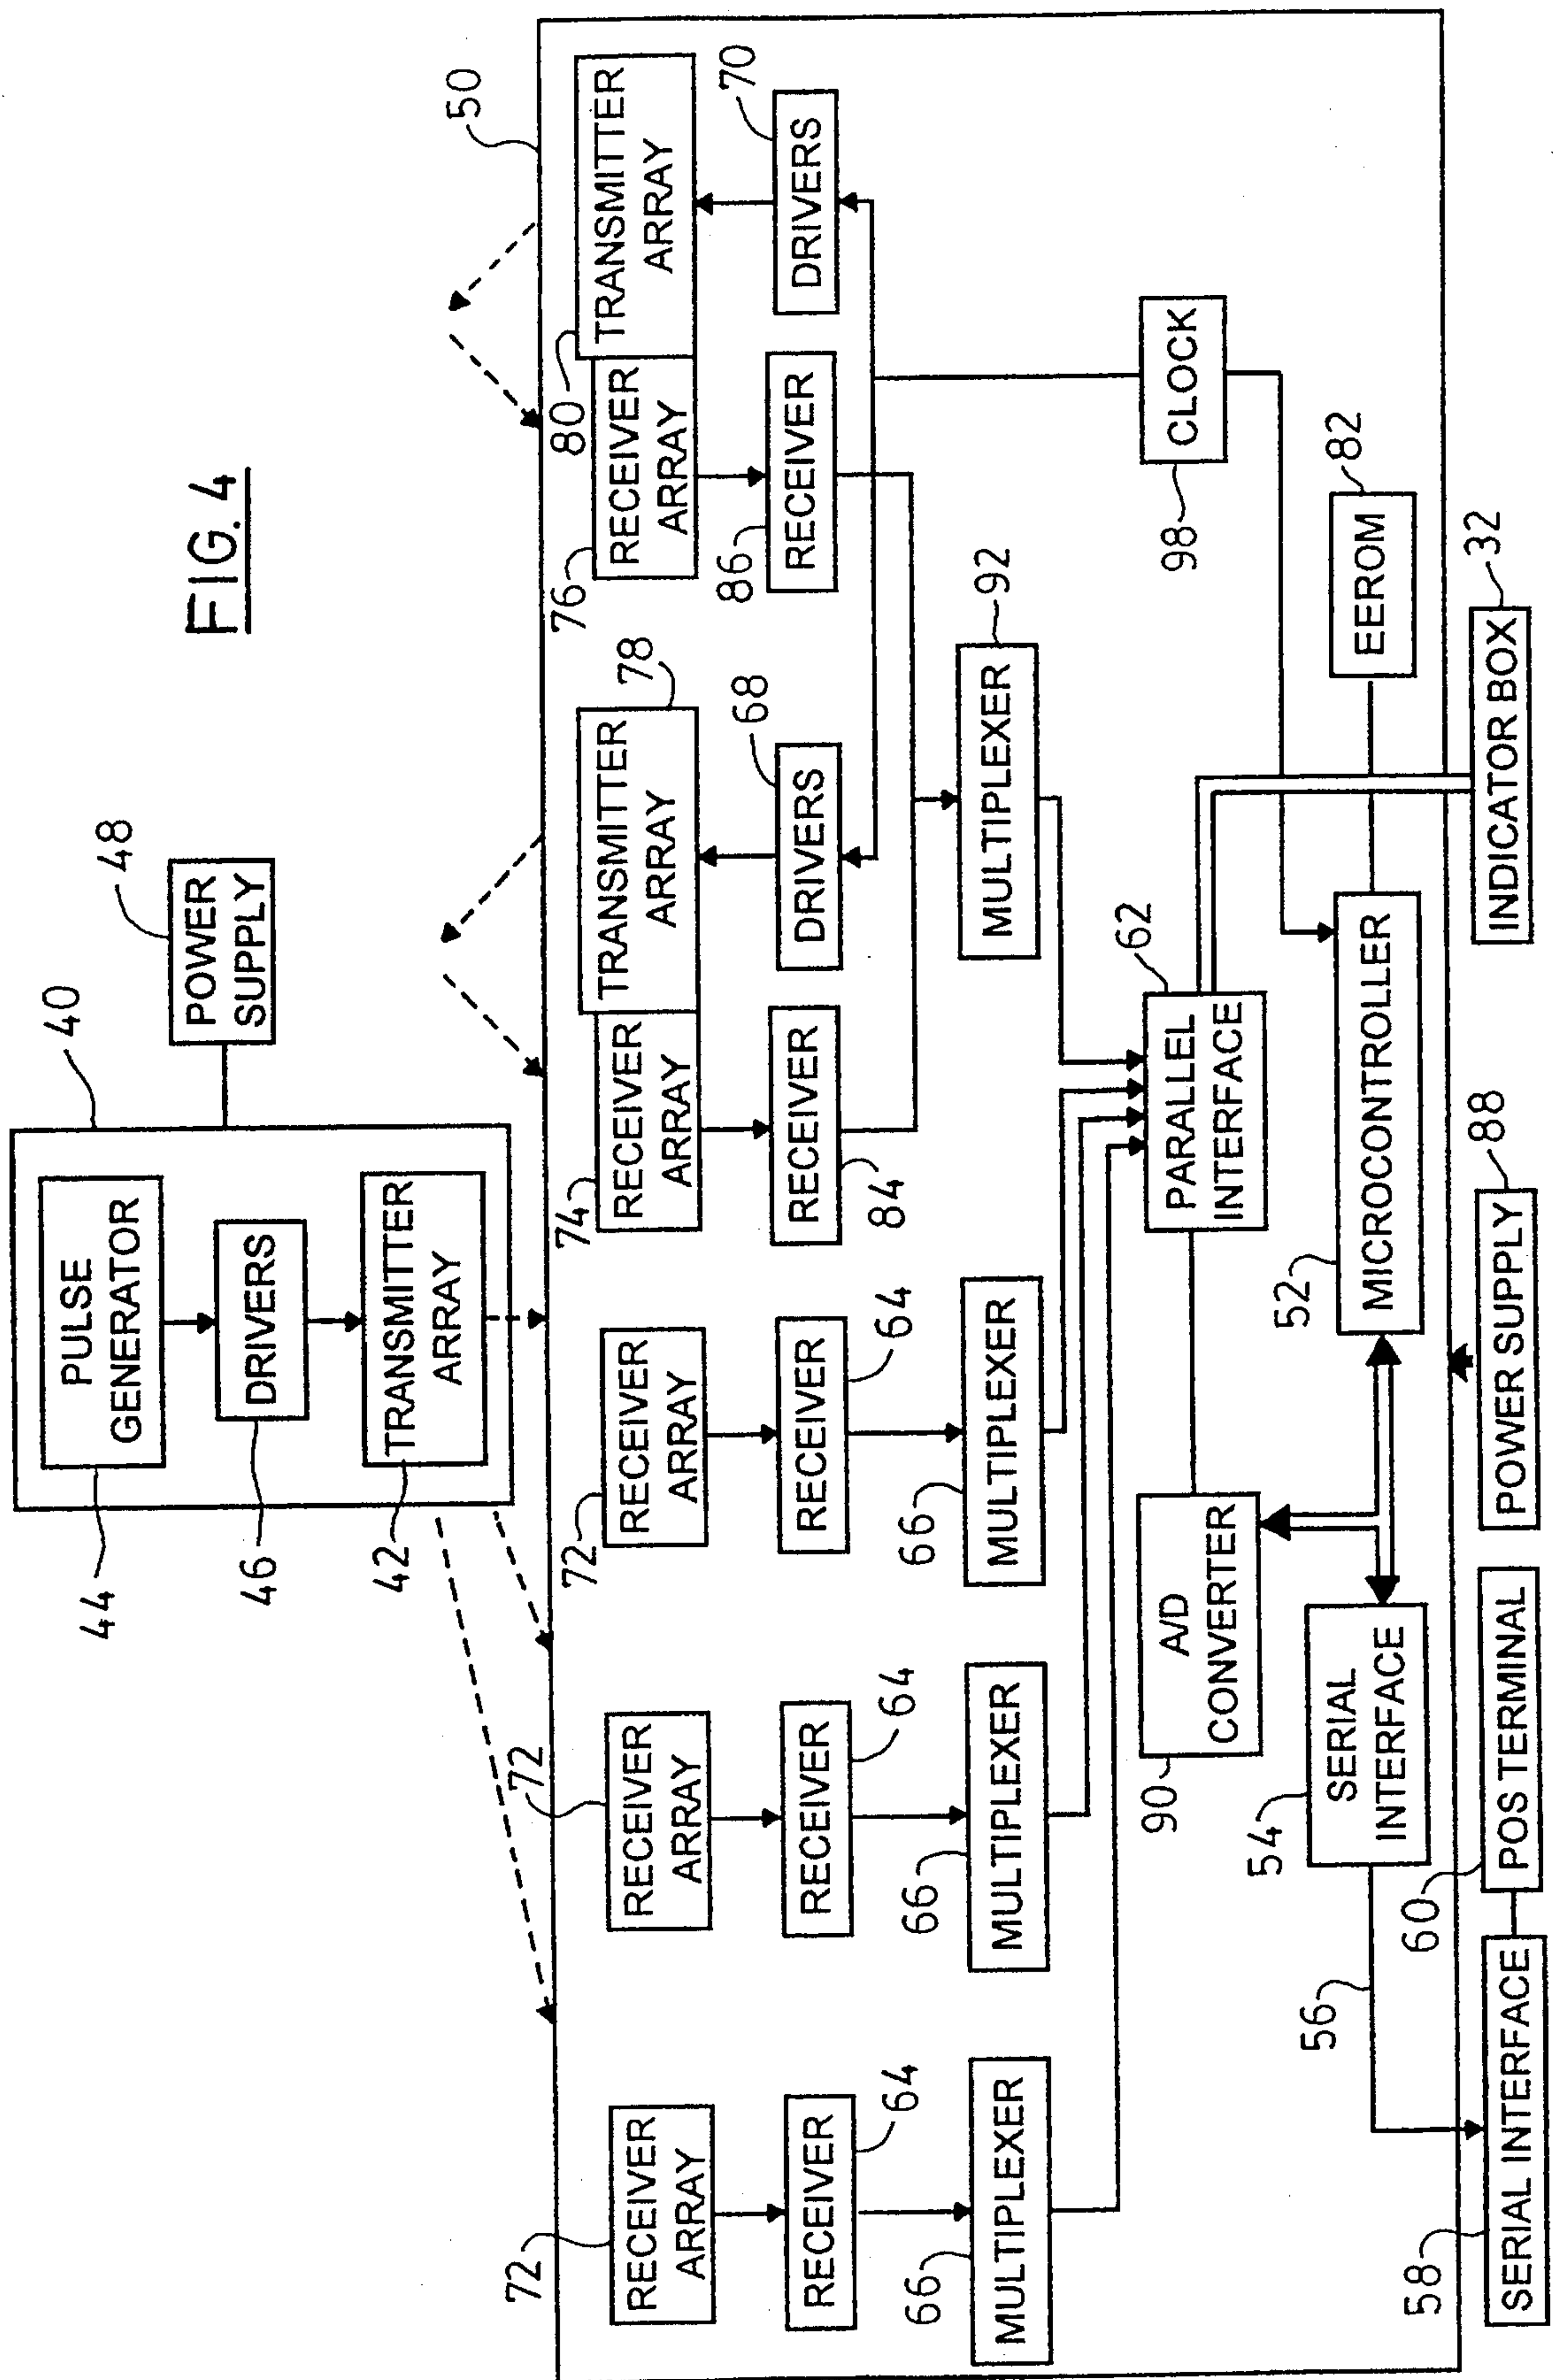 FIG. 4
40
48
PULSE
GENERATOR
POWER
SUPPLY
44
DRIVERS
46
TRANSMITTER
ARRAY
42
50
72
RECEIVER
ARRAY
72
RECEIVER
ARRAY
72
RECEIVER
ARRAY
74
RECEIVER
ARRAY
TRANSMITTER
ARRAY
78
76
RECEIVER
ARRAY
80
TRANSMITTER
ARRAY
RECEIVER
64
RECEIVER
64
RECEIVER
64
RECEIVER
84
DRIVERS
68
86
RECEIVER
DRIVERS
70
66
MULTIPLEXER
66
MULTIPLEXER
66
MULTIPLEXER
MULTIPLEXER
92
90
A/D
CONVERTER
PARALLEL
INTERFACE
62
98
CLOCK
54
SERIAL
INTERFACE
52
MICROCONTROLLER
EEROM
82
56
58
SERIAL INTERFACE
60
POS TERMINAL
POWER SUPPLY
88
INDICATOR BOX
32